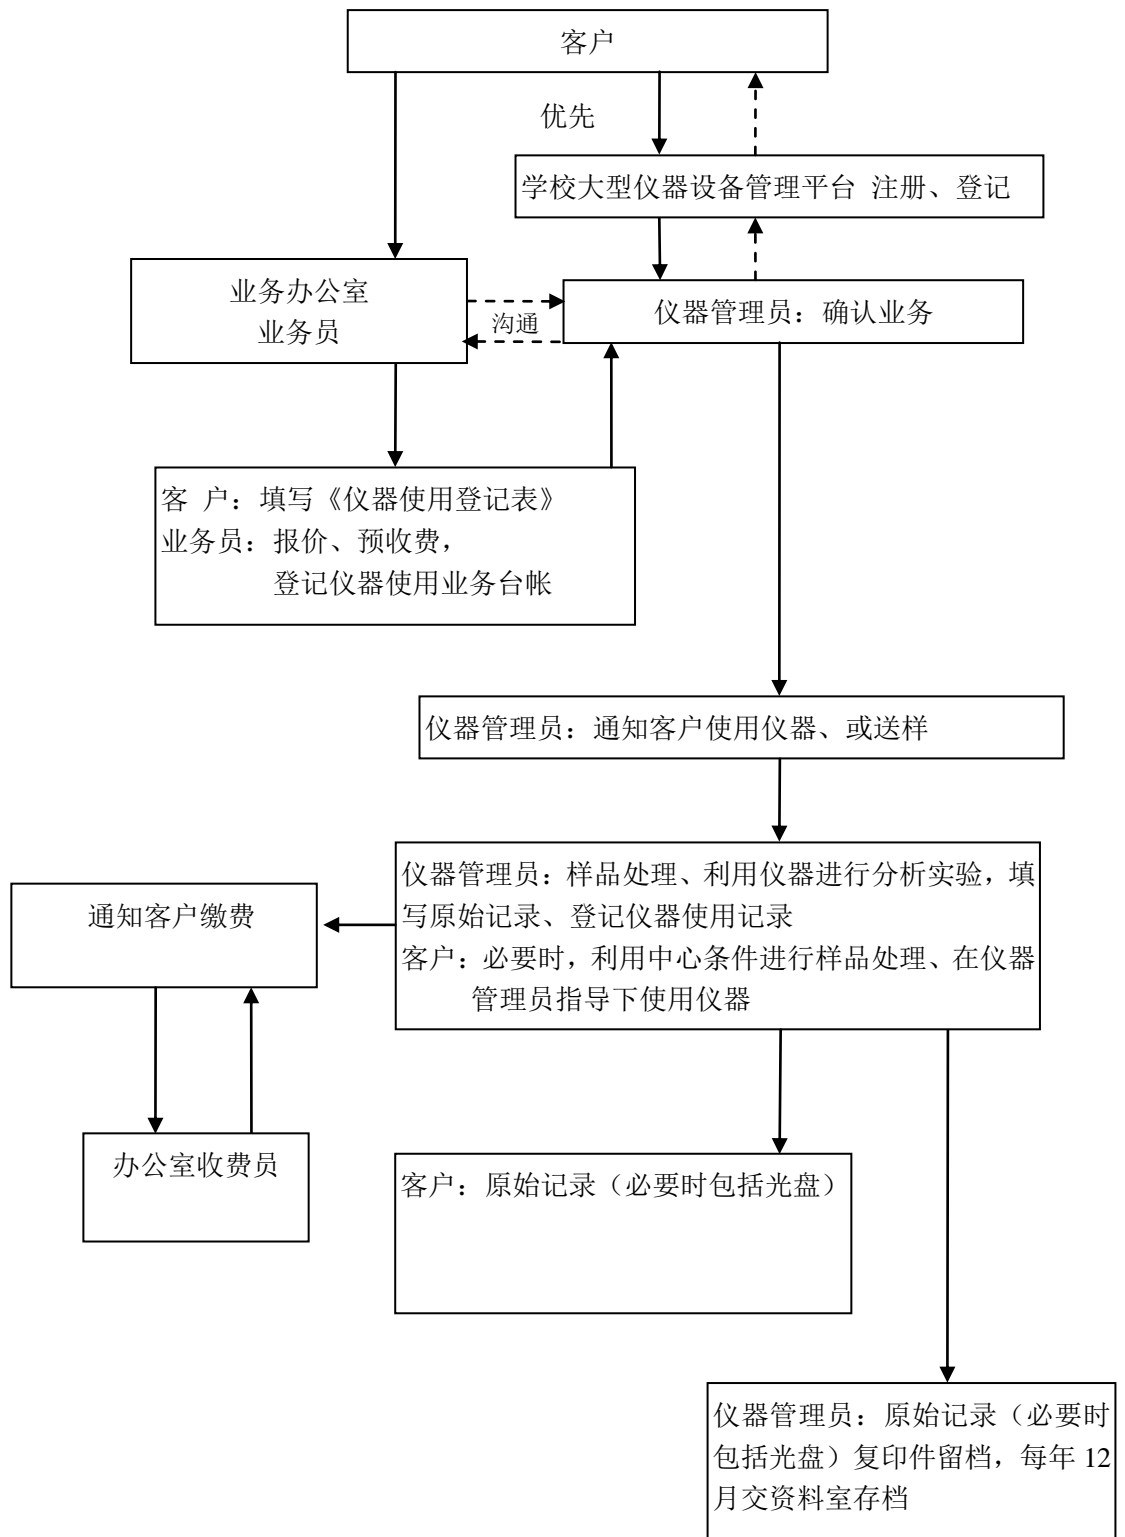 客户
优先
学校大型仪器设备管理平台 注册、登记
业务办公室
业务员
沟通
仪器管理员：确认业务
客 户：填写《仪器使用登记表》
业务员：报价、预收费，
登记仪器使用业务台帐
仪器管理员：通知客户使用仪器、或送样
仪器管理员：样品处理、利用仪器进行分析实验，填
写原始记录、登记仪器使用记录
客户：必要时，利用中心条件进行样品处理、在仪器
管理员指导下使用仪器
通知客户缴费
办公室收费员
客户：原始记录（必要时包括光盘）
仪器管理员：原始记录（必要时
包括光盘）复印件留档，每年 12
月交资料室存档